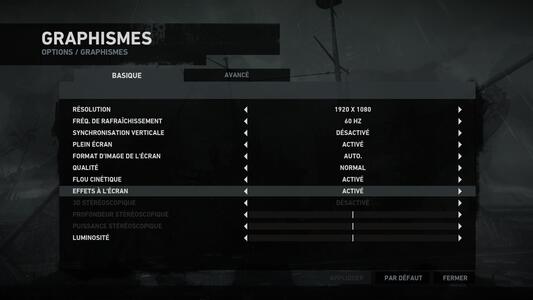 GRAPHISMES
OPTIONS / GRAPHISMES
BASIQUE AVANCÉ
RÉSOLUTION 1920 X 1080
FRÉQ. DE RAFRAÎCHISSEMENT 60 HZ
SYNCHRONISATION VERTICALE DÉSACTIVÉ
PLEIN ÉCRAN ACTIVÉ
FORMAT D'IMAGE DE L'ÉCRAN AUTO.
QUALITÉ NORMAL
FLOU CINÉTIQUE ACTIVÉ
EFFETS À L'ÉCRAN ACTIVÉ
3D STÉRÉOSCOPIQUE DÉSACTIVÉ
PROFONDEUR STÉRÉOSCOPIQUE
PUISSANCE STÉRÉOSCOPIQUE
LUMINOSITÉ
APPLIQUER PAR DÉFAUT FERMER